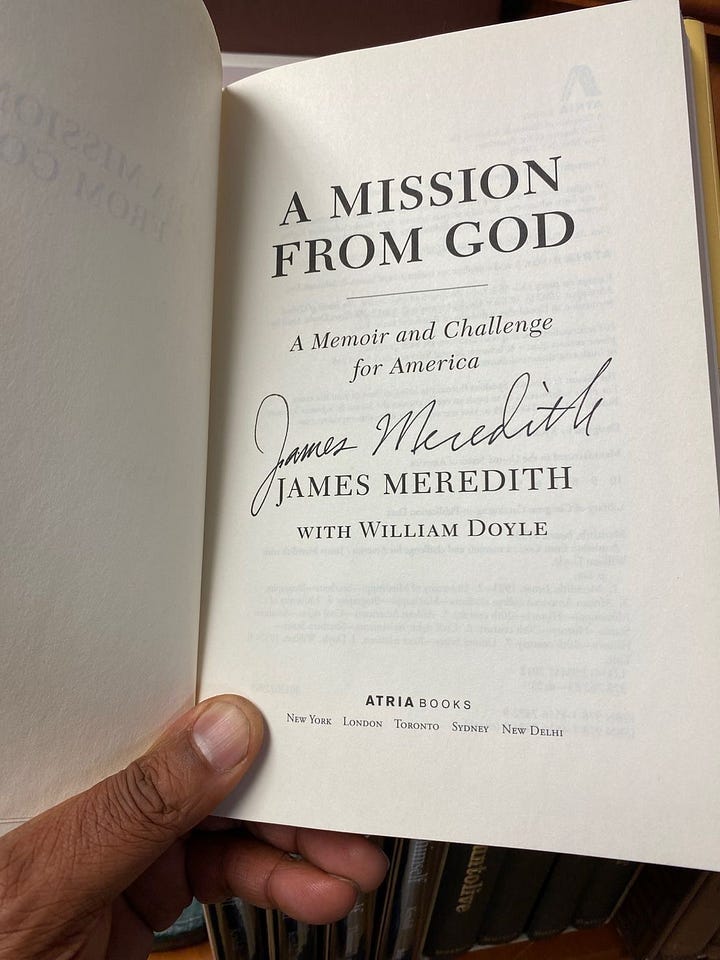 A MISSION
FROM GOD
A Memoir and Challenge
for America
James Meredith
JAMES MEREDITH
WITH WILLIAM DOYLE
ATRIA BOOKS
NEW YORK LONDON TORONTO SYDNEY NEW DELHI